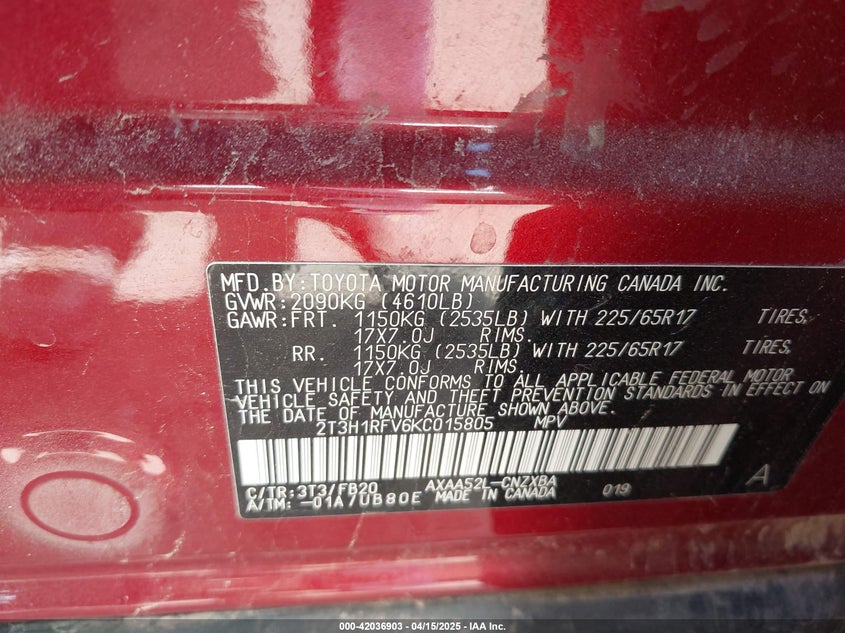 MFD.BY:TOYOTA MOTOR MANUFACTURING CANADA INC.
GVWR:2090KG (4610LB)
GAWR:FRT. 1150KG (2535LB) WITH 225/65R17 TIRES,
17X7.0J RIMS.
RR. 1150KG (2535LB) WITH 225/65R17 TIRES,
17X7.0J RIMS.
THIS VEHICLE CONFORMS TO ALL APPLICABLE FEDERAL MOTOR
VEHICLE SAFETY AND THEFT PREVENTION STANDARDS IN EFFECT ON
THE DATE OF MANUFACTURE SHOWN ABOVE.
2T3H1RFV6KC015805 MPV
C/TR:3T3/FB20 AXAA52L-CNZXBA 019 A
A/TM:-01A/UB80E MADE IN CANADA
000-42036903 - 04/15/2025 - IAA Inc.